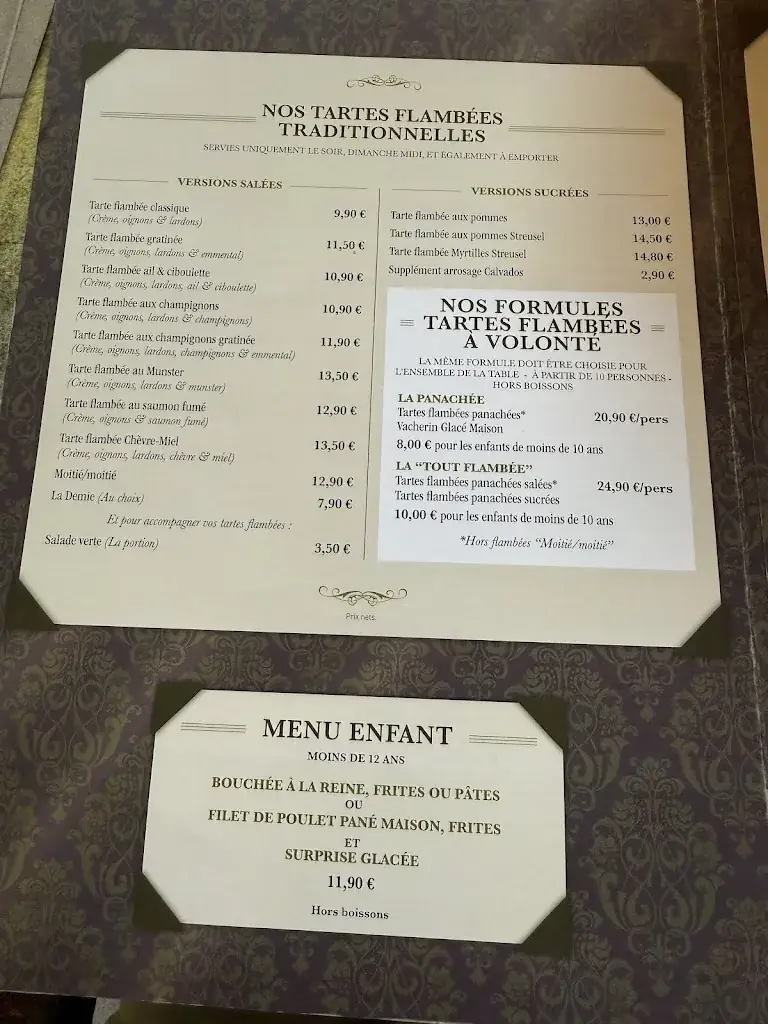 NOS TARTES FLAMBÉES
TRADITIONNELLES
SERVIES UNIQUEMENT LE SOIR, DIMANCHE MIDI, ET ÉGALEMENT À EMPORTER
VERSIONS SALÉES
Tarte flambée classique 9,90 €
(Crème, oignons & lardons)
Tarte flambée gratinée 11,50 €
(Crème, oignons, lardons & emmental)
Tarte flambée ail & ciboulette 10,90 €
(Crème, oignons, lardons, ail & ciboulette)
Tarte flambée aux champignons 10,90 €
(Crème, oignons, lardons & champignons)
Tarte flambée aux champignons gratinée 11,90 €
(Crème, oignons, lardons, champignons & emmental)
Tarte flambée au Munster 13,50 €
(Crème, oignons, lardons & munster)
Tarte flambée au saumon fumé 12,90 €
(Crème, oignons & saumon fumé)
Tarte flambée Chèvre-Miel 13,50 €
(Crème, oignons, lardons, chèvre & miel)
Moitié/moitié 12,90 €
La Demie (Au choix) 7,90 €
Et pour accompagner vos tartes flambées :
Salade verte (La portion) 3,50 €
VERSIONS SUCRÉES
Tarte flambée aux pommes 13,00 €
Tarte flambée aux pommes Streusel 14,50 €
Tarte flambée Myrtilles Streusel 14,80 €
Supplément arrosage Calvados 2,90 €
NOS FORMULES
TARTES FLAMBÉES
À VOLONTÉ
LA MÊME FORMULE DOIT ÊTRE CHOISIE POUR
L'ENSEMBLE DE LA TABLE - À PARTIR DE 10 PERSONNES -
HORS BOISSONS
LA PANACHÉE
Tartes flambées panachées* 20,90 €/pers
Vacherin Glacé Maison
8,00 € pour les enfants de moins de 10 ans
LA “TOUT FLAMBÉE”
Tartes flambées panachées salées* 24,90 €/pers
Tartes flambées panachées sucrées
10,00 € pour les enfants de moins de 10 ans
*Hors flambées “Moitié/moitié”
Prix nets.
MENU ENFANT
MOINS DE 12 ANS
BOUCHÉE À LA REINE, FRITES OU PÂTES
OU
FILET DE POULET PANÉ MAISON, FRITES
ET
SURPRISE GLACÉE
11,90 €
Hors boissons